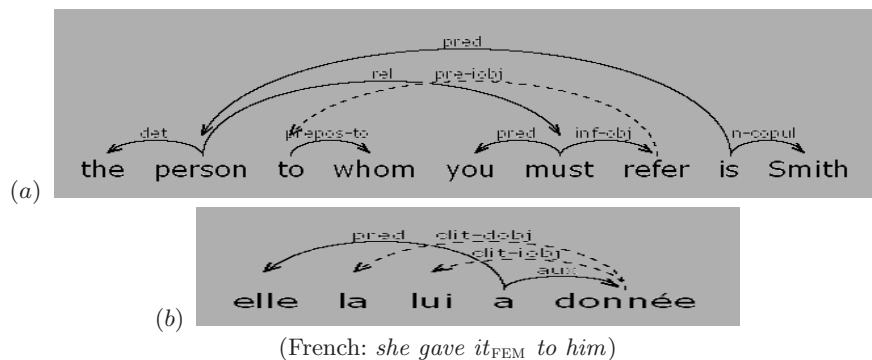 pred
rel pre-iobj
det prepos-to pred inf-obj n-copul
the person to whom you must refer is Smith
(a)
pred clit-dobj
clit-iobj
aux
elle la lui a donnée
(b)
(French: she gave it_FEM to him)